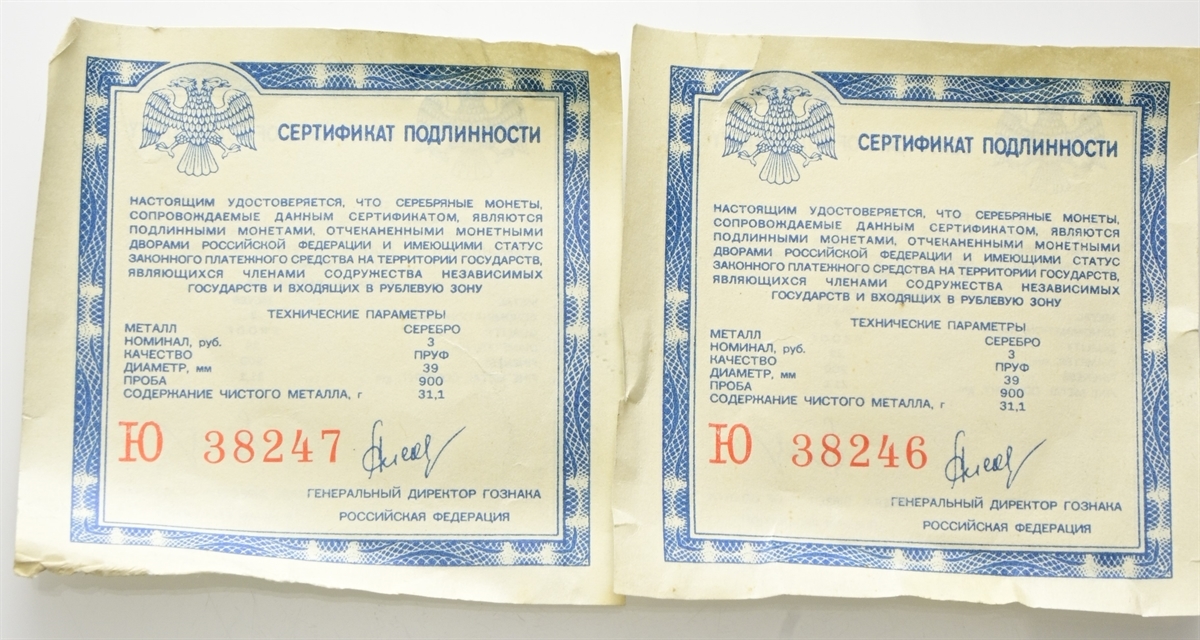 СЕРТИФИКАТ ПОДЛИННОСТИ
НАСТОЯЩИМ УДОСТОВЕРЯЕТСЯ, ЧТО СЕРЕБРЯНЫЕ МОНЕТЫ,
СОПРОВОЖДАЕМЫЕ ДАННЫМ СЕРТИФИКАТОМ, ЯВЛЯЮТСЯ
ПОДЛИННЫМИ МОНЕТАМИ, ОТЧЕКАНЕННЫМИ МОНЕТНЫМИ
ДВОРАМИ РОССИЙСКОЙ ФЕДЕРАЦИИ И ИМЕЮЩИМИ СТАТУС
ЗАКОННОГО ПЛАТЕЖНОГО СРЕДСТВА НА ТЕРРИТОРИИ ГОСУДАРСТВ,
ЯВЛЯЮЩИХСЯ ЧЛЕНАМИ СОДРУЖЕСТВА НЕЗАВИСИМЫХ
ГОСУДАРСТВ И ВХОДЯЩИХ В РУБЛЕВУЮ ЗОНУ
ТЕХНИЧЕСКИЕ ПАРАМЕТРЫ
МЕТАЛЛ СЕРЕБРО
НОМИНАЛ, руб. 3
КАЧЕСТВО ПРУФ
ДИАМЕТР, мм 39
ПРОБА 900
СОДЕРЖАНИЕ ЧИСТОГО МЕТАЛЛА, г 31,1
Ю 38247
ГЕНЕРАЛЬНЫЙ ДИРЕКТОР ГОЗНАКА
РОССИЙСКАЯ ФЕДЕРАЦИЯ
СЕРТИФИКАТ ПОДЛИННОСТИ
НАСТОЯЩИМ УДОСТОВЕРЯЕТСЯ, ЧТО СЕРЕБРЯНЫЕ МОНЕТЫ,
СОПРОВОЖДАЕМЫЕ ДАННЫМ СЕРТИФИКАТОМ, ЯВЛЯЮТСЯ
ПОДЛИННЫМИ МОНЕТАМИ, ОТЧЕКАНЕННЫМИ МОНЕТНЫМИ
ДВОРАМИ РОССИЙСКОЙ ФЕДЕРАЦИИ И ИМЕЮЩИМИ СТАТУС
ЗАКОННОГО ПЛАТЕЖНОГО СРЕДСТВА НА ТЕРРИТОРИИ ГОСУДАРСТВ,
ЯВЛЯЮЩИХСЯ ЧЛЕНАМИ СОДРУЖЕСТВА НЕЗАВИСИМЫХ
ГОСУДАРСТВ И ВХОДЯЩИХ В РУБЛЕВУЮ ЗОНУ
ТЕХНИЧЕСКИЕ ПАРАМЕТРЫ
МЕТАЛЛ СЕРЕБРО
НОМИНАЛ, руб. 3
КАЧЕСТВО ПРУФ
ДИАМЕТР, мм 39
ПРОБА 900
СОДЕРЖАНИЕ ЧИСТОГО МЕТАЛЛА, г 31,1
Ю 38246
ГЕНЕРАЛЬНЫЙ ДИРЕКТОР ГОЗНАКА
РОССИЙСКАЯ ФЕДЕРАЦИЯ